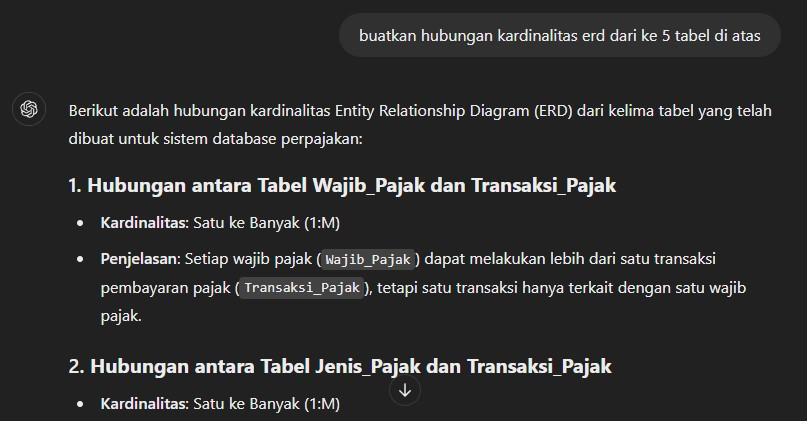 buatkan hubungan kardinalitas erd dari ke 5 tabel di atas
Berikut adalah hubungan kardinalitas Entity Relationship Diagram (ERD) dari kelima tabel yang telah
dibuat untuk sistem database perpajakan:
1. Hubungan antara Tabel Wajib_Pajak dan Transaksi_Pajak
• Kardinalitas: Satu ke Banyak (1:M)
• Penjelasan: Setiap wajib pajak (Wajib_Pajak) dapat melakukan lebih dari satu transaksi
pembayaran pajak (Transaksi_Pajak), tetapi satu transaksi hanya terkait dengan satu wajib
pajak.
2. Hubungan antara Tabel Jenis_Pajak dan Transaksi_Pajak
• Kardinalitas: Satu ke Banyak (1:M)